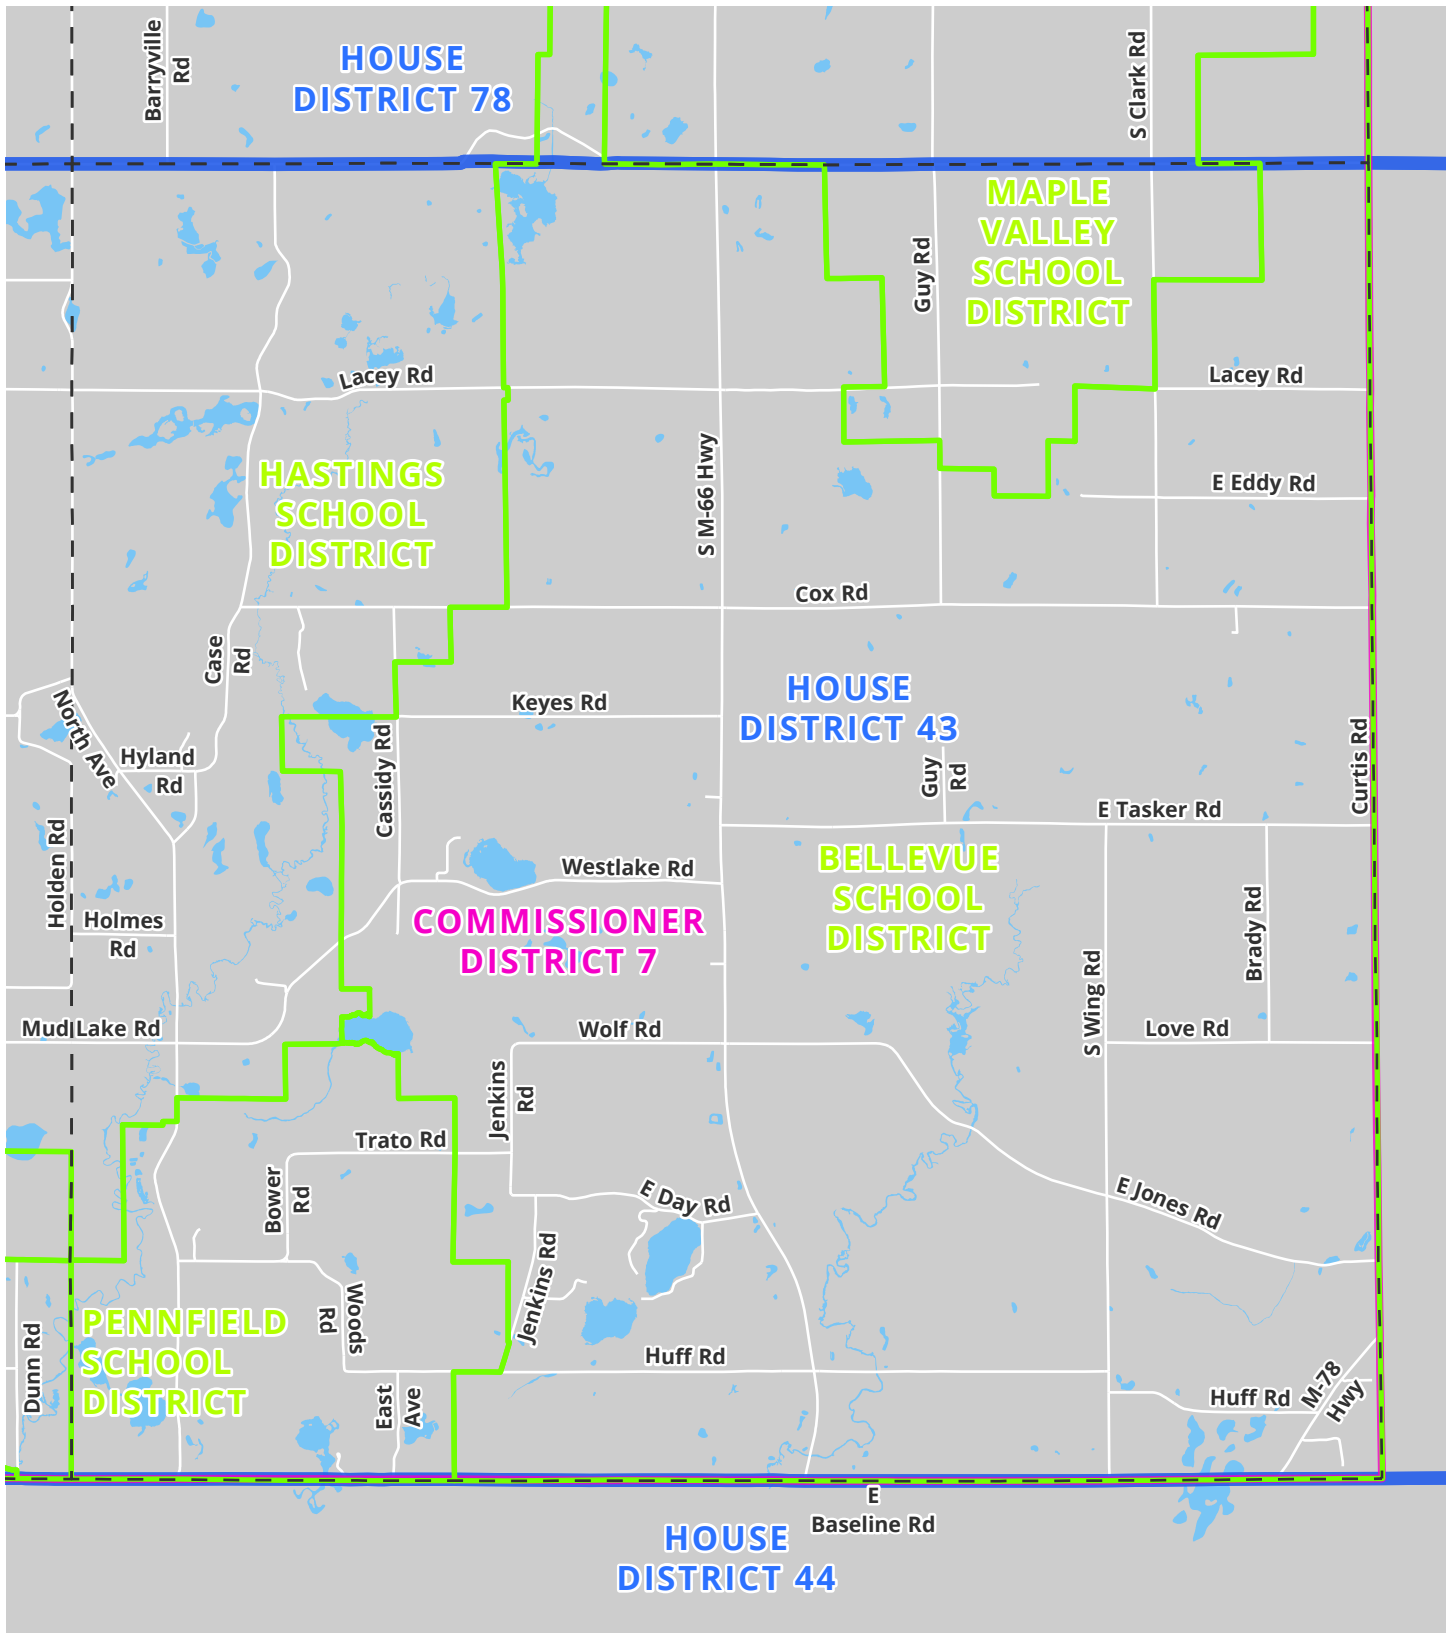 Barryville
Rd
HOUSE
DISTRICT 78
S Clark Rd
MAPLE
VALLEY
SCHOOL
DISTRICT
Guy Rd
Lacey Rd
Lacey Rd
HASTINGS
SCHOOL
DISTRICT
S M-66 Hwy
E Eddy Rd
Cox Rd
Case
Rd
North Ave
Hyland
Rd
Keyes Rd
Cassidy Rd
HOUSE
DISTRICT 43
Guy
Rd
Curtis Rd
E Tasker Rd
Holden Rd
Holmes
Rd
Westlake Rd
BELLEVUE
SCHOOL
DISTRICT
COMMISSIONER
DISTRICT 7
Brady Rd
S Wing Rd
Mud Lake Rd
Wolf Rd
Love Rd
Jenkins
Rd
Trato Rd
Bower
Rd
E Day Rd
E Jones Rd
Jenkins Rd
Woods
Rd
PENNFIELD
SCHOOL
DISTRICT
Dunn Rd
Huff Rd
East
Ave
Huff Rd
M-78
Hwy
E
Baseline Rd
HOUSE
DISTRICT 44